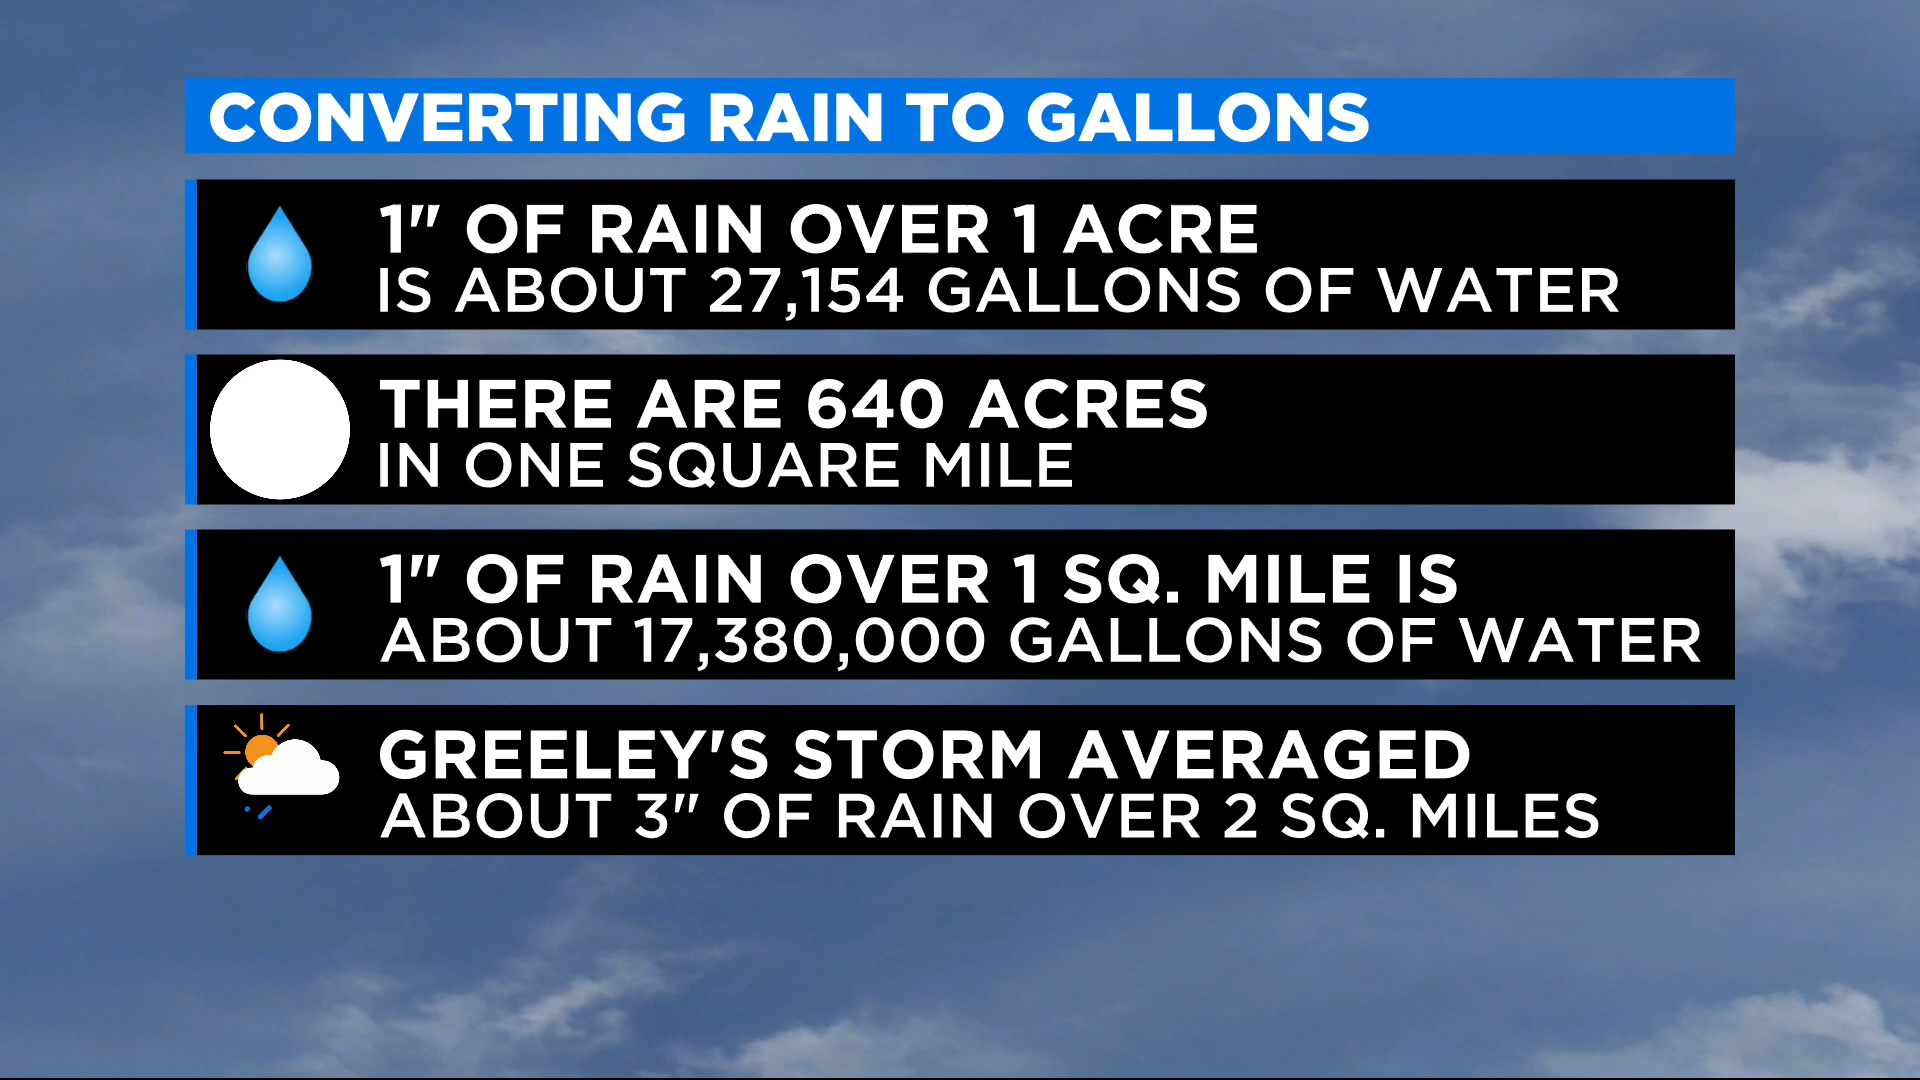 CONVERTING RAIN TO GALLONS
1" OF RAIN OVER 1 ACRE
IS ABOUT 27,154 GALLONS OF WATER
THERE ARE 640 ACRES
IN ONE SQUARE MILE
1" OF RAIN OVER 1 SQ. MILE IS
ABOUT 17,380,000 GALLONS OF WATER
GREELEY'S STORM AVERAGED
ABOUT 3" OF RAIN OVER 2 SQ. MILES